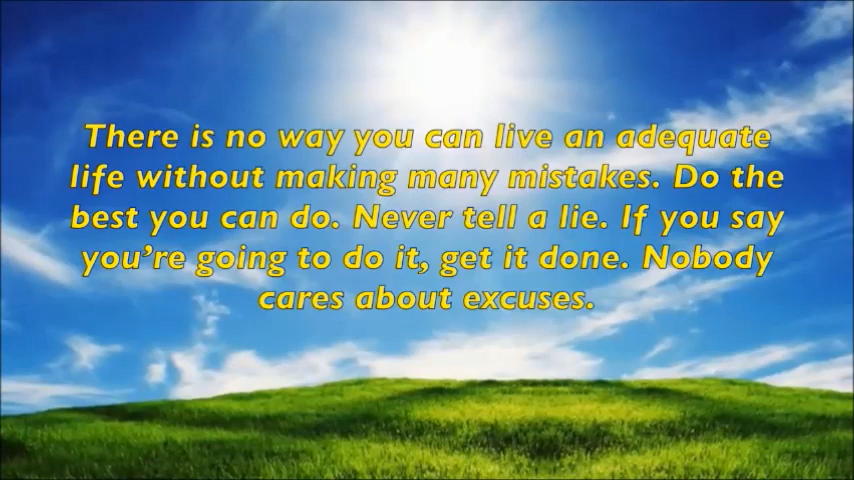 There is no way you can live an adequate
life without making many mistakes. Do the
best you can do. Never tell a lie. If you say
you’re going to do it, get it done. Nobody
cares about excuses.